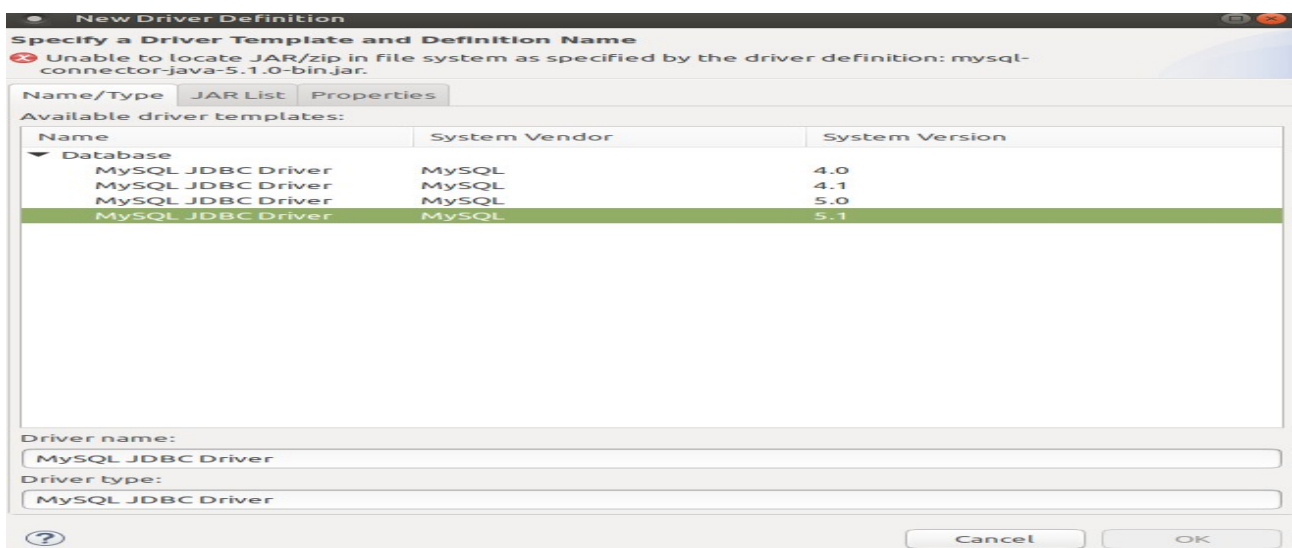 New Driver Definition
Specify a Driver Template and Definition Name
Unable to locate JAR/zip in file system as specified by the driver definition: mysql-
connector-java-5.1.0-bin.jar.
Name/Type JAR List Properties
Available driver templates:
Name System Vendor System Version
Database
MySQL JDBC Driver MySQL 4.0
MySQL JDBC Driver MySQL 4.1
MySQL JDBC Driver MySQL 5.0
MySQL JDBC Driver MySQL 5.1
Driver name:
MySQL JDBC Driver
Driver type:
MySQL JDBC Driver
? Cancel OK